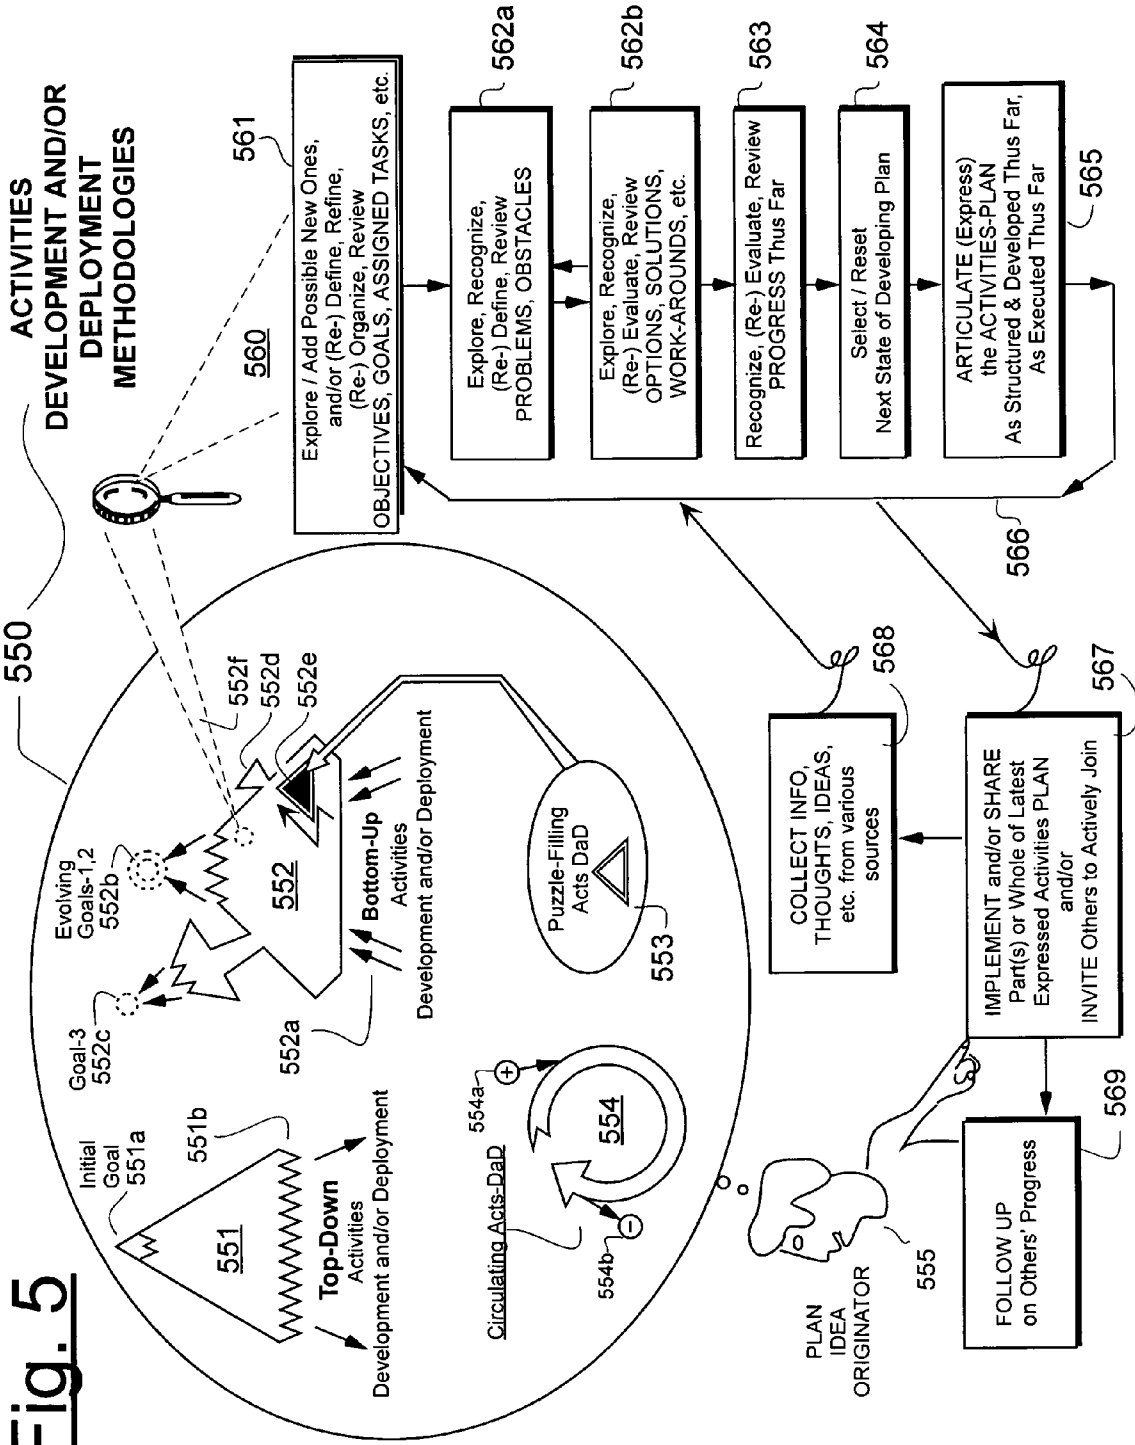 Fig. 5
550
ACTIVITIES
DEVELOPMENT AND/OR
DEPLOYMENT
METHODOLOGIES
Initial
Goal
551a
551b
551
Top-Down
Activities
Development and/or Deployment
Goal-3
552c
Evolving
Goals-1,2
552b
552f
552d
552e
552
552a
Bottom-Up
Activities
Development and/or Deployment
Circulating Acts-DaD
554a
+
554
554b
−
Puzzle-Filling
Acts DaD
553
560
561
Explore / Add Possible New Ones,
and/or (Re-) Define, Refine,
(Re-) Organize, Review
OBJECTIVES, GOALS, ASSIGNED TASKS, etc.
562a
Explore, Recognize,
(Re-) Define, Review
PROBLEMS, OBSTACLES
562b
Explore, Recognize,
(Re-) Evaluate, Review
OPTIONS, SOLUTIONS,
WORK-AROUNDS, etc.
563
Recognize, (Re-) Evaluate, Review
PROGRESS Thus Far
564
Select / Reset
Next State of Developing Plan
ARTICULATE (Express)
the ACTIVITIES-PLAN
As Structured & Developed Thus Far,
As Executed Thus Far
565
566
PLAN
IDEA
ORIGINATOR
555
COLLECT INFO,
THOUGHTS, IDEAS,
etc. from various
sources
568
IMPLEMENT and/or SHARE
Part(s) or Whole of Latest
Expressed Activities PLAN
and/or
INVITE Others to Actively Join
567
FOLLOW UP
on Others' Progress
569